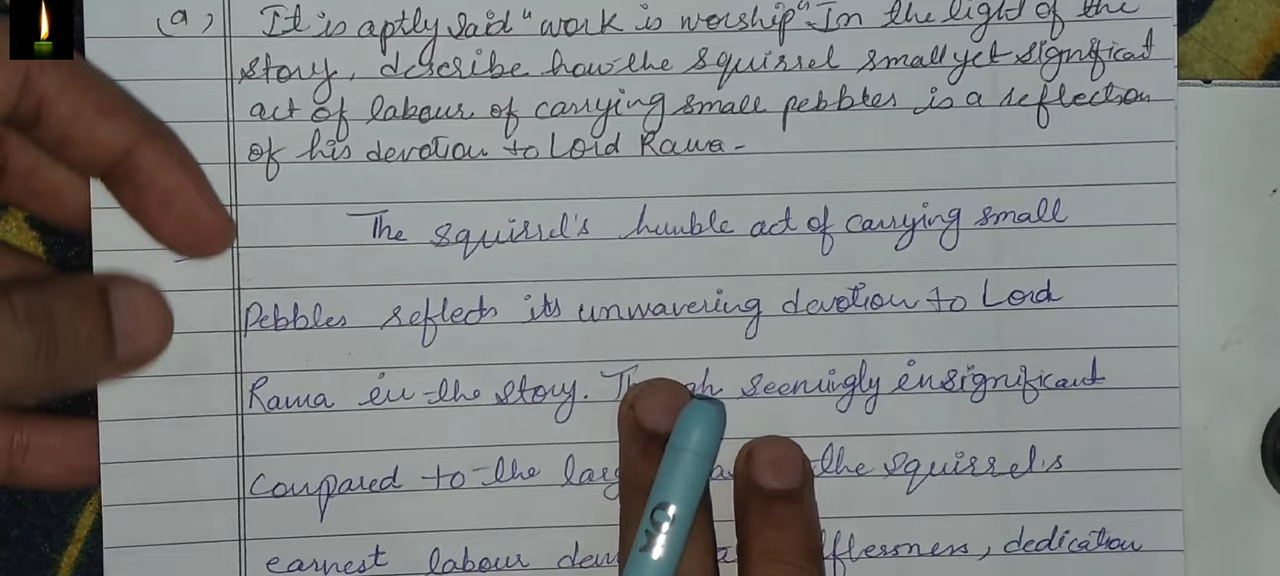 (a) It is aptly said "work is worship". In the light of the
story, describe how the squirrel small yet significat
act of labour of carrying small pebbles is a reflection
of his devotion to Lord Rama -
The squirrel's humble act of carrying small
Pebbles reflects its unwavering devotion to Lord
Rama in the story. seemingly insignificant
Compared to the the squirrel's
earnest labour dedication
OK